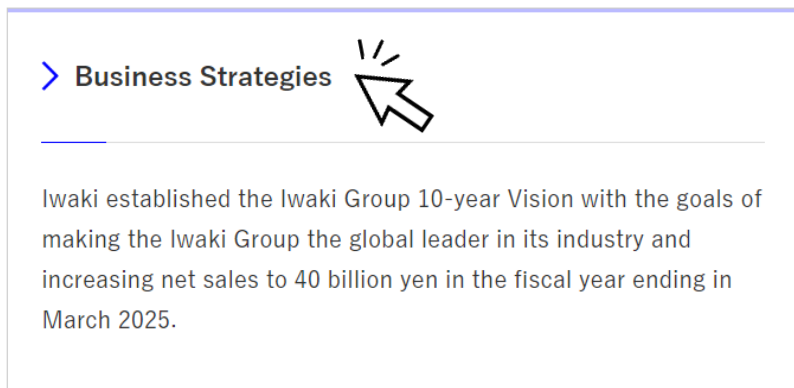 Business Strategies
Iwaki established the Iwaki Group 10-year Vision with the goals of
making the Iwaki Group the global leader in its industry and
increasing net sales to 40 billion yen in the fiscal year ending in
March 2025.